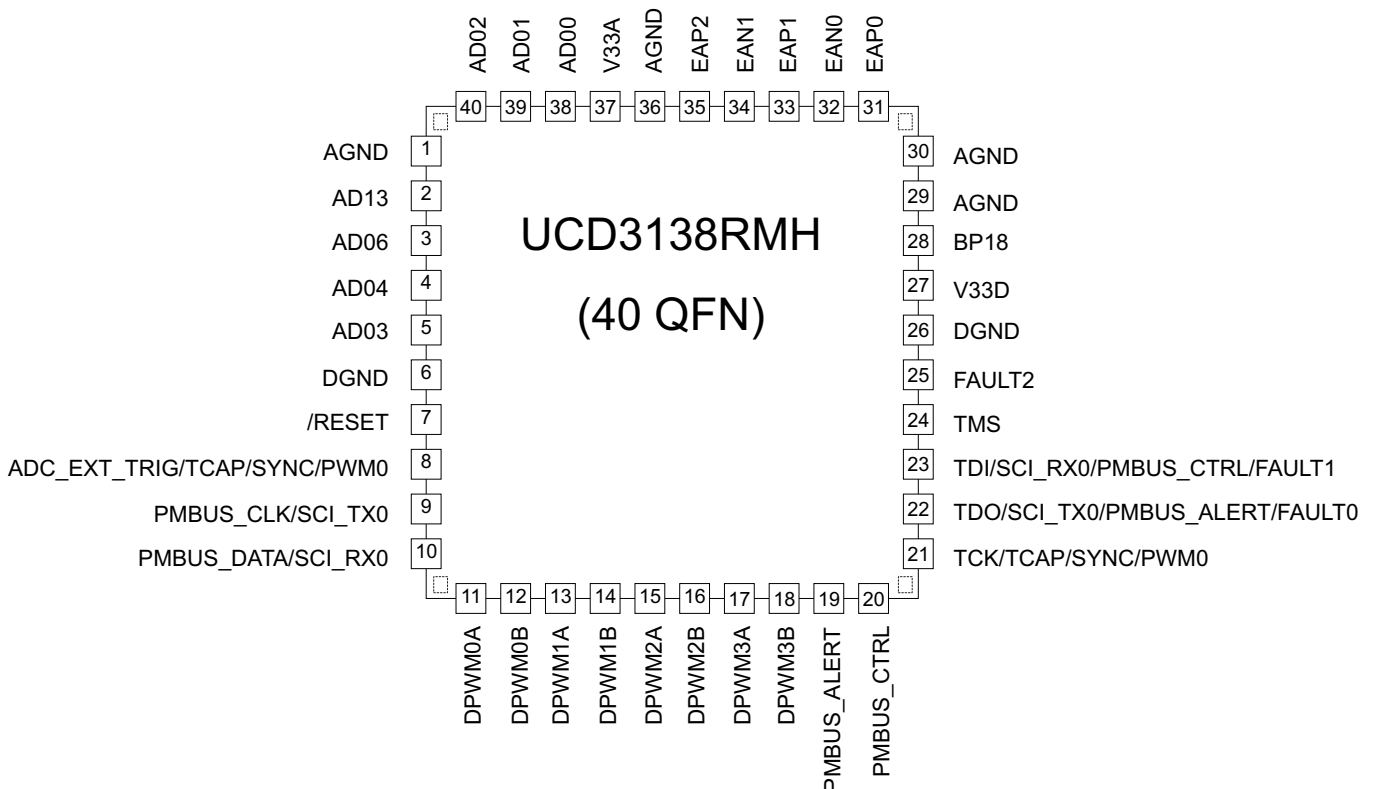 AD02
AD01
AD00
V33A
AGND
EAP2
EAN1
EAP1
EAN0
EAP0
40
39
38
37
36
35
34
33
32
31
AGND
1
AD13
2
AD06
3
AD04
4
AD03
5
DGND
6
/RESET
7
ADC_EXT_TRIG/TCAP/SYNC/PWM0
8
PMBUS_CLK/SCI_TX0
9
PMBUS_DATA/SCI_RX0
10
UCD3138RMH
(40 QFN)
30
AGND
29
AGND
28
BP18
27
V33D
26
DGND
25
FAULT2
24
TMS
23
TDI/SCI_RX0/PMBUS_CTRL/FAULT1
22
TDO/SCI_TX0/PMBUS_ALERT/FAULT0
21
TCK/TCAP/SYNC/PWM0
11
12
13
14
15
16
17
18
19
20
DPWM0A
DPWM0B
DPWM1A
DPWM1B
DPWM2A
DPWM2B
DPWM3A
DPWM3B
PMBUS_ALERT
PMBUS_CTRL